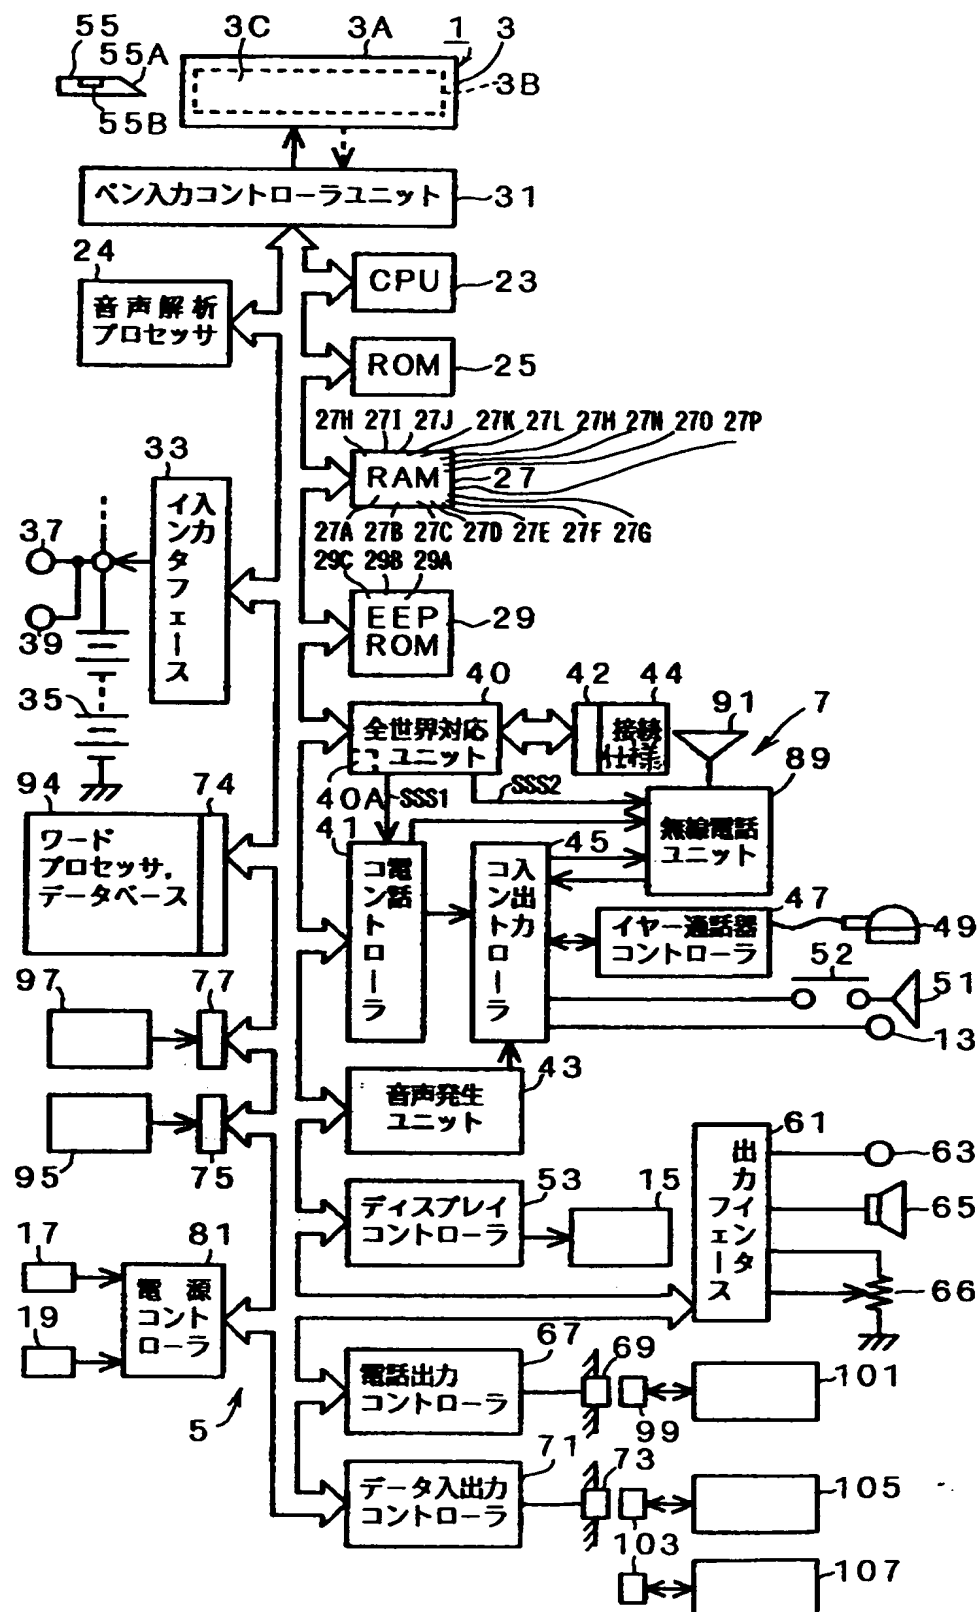 55 3C 3A 1 3
55A
3B
55B
ペン入力コントローラユニット 31
24
音声解析
プロセッサ
CPU 23
ROM 25
27H 27I 27J 27K 27L 27M 27N 27O 27P
RAM 27
27A 27B 27C 27D 27E 27F 27G
33
入力
インタフェース
37
39
35
29C 29B 29A
EEP
ROM
29
40 42 44
全世界対応
ユニット
接続
仕様
91 7
89
40A SSS1 SSS2
無線電話
ユニット
94 74
ワード
プロセッサ,
データベース
41
電話
コントローラ
45
入出力
コントローラ
47
イヤー通話器
コントローラ
49
52
51
13
97 77
95 75
43
音声発生
ユニット
61
出力
インタフェース
63
65
66
53
ディスプレイ
コントローラ
15
17 81
19
電源
コントローラ
5
67
電話出力
コントローラ
69
99
101
71
データ入出力
コントローラ
73
103
105
107